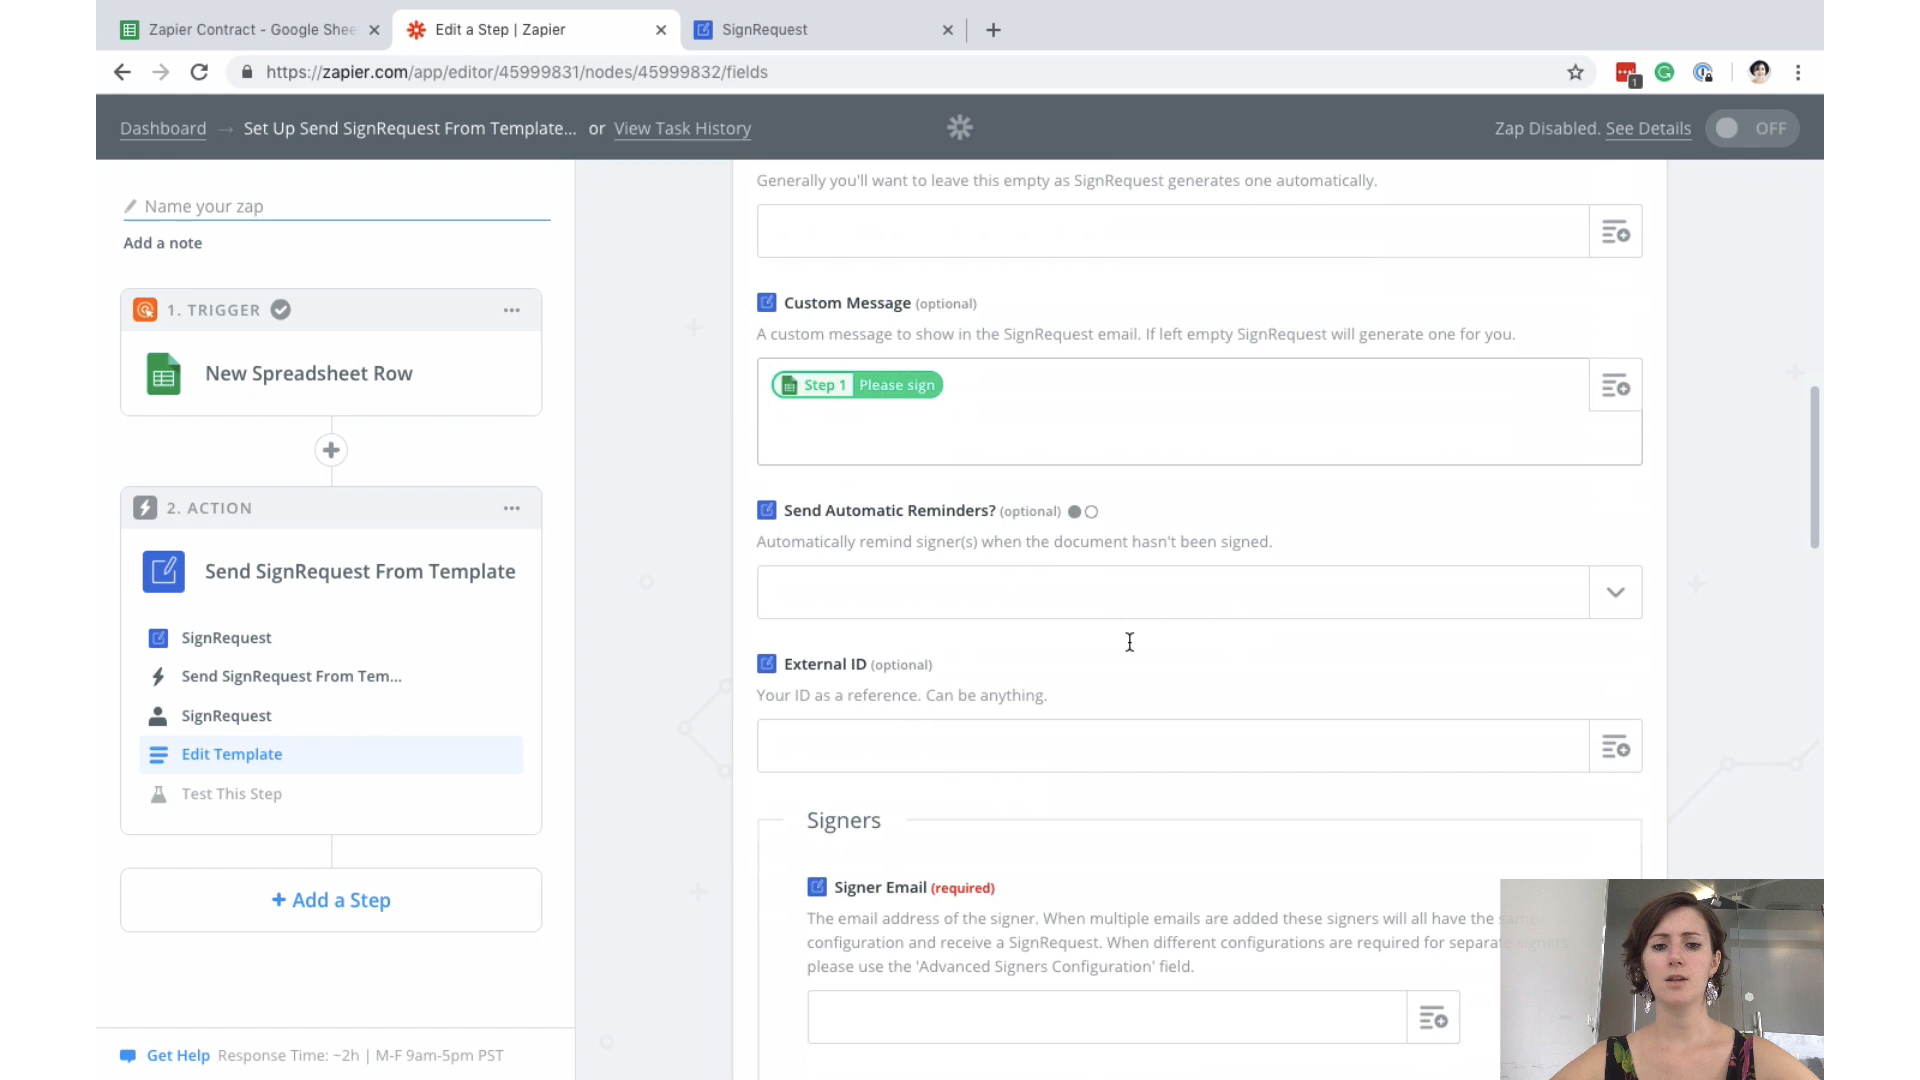 Zapier Contract - Google Shee
Edit a Step | Zapier
SignRequest
https://zapier.com/app/editor/45999831/nodes/45999832/fields
1
Dashboard → Set Up Send SignRequest From Template... or View Task History
Zap Disabled. See Details
OFF
Name your zap
Add a note
1. TRIGGER
New Spreadsheet Row
2. ACTION
Send SignRequest From Template
SignRequest
Send SignRequest From Tem...
SignRequest
Edit Template
Test This Step
+ Add a Step
Get Help Response Time: ~2h | M-F 9am-5pm PST
Generally you'll want to leave this empty as SignRequest generates one automatically.
Custom Message (optional)
A custom message to show in the SignRequest email. If left empty SignRequest will generate one for you.
Step 1 Please sign
Send Automatic Reminders? (optional)
Automatically remind signer(s) when the document hasn't been signed.
External ID (optional)
Your ID as a reference. Can be anything.
Signers
Signer Email (required)
The email address of the signer. When multiple emails are added these signers will all have the same
configuration and receive a SignRequest. When different configurations are required for separate signers
please use the 'Advanced Signers Configuration' field.